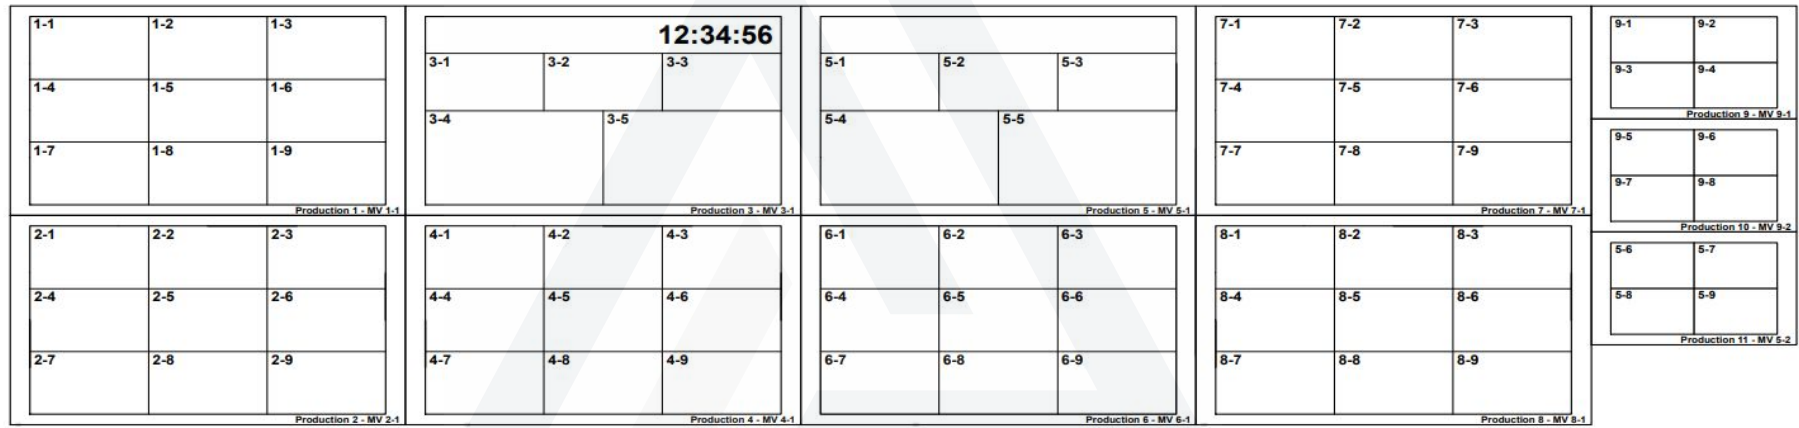 1-1 1-2 1-3
1-4 1-5 1-6
1-7 1-8 1-9
Production 1 - MV 1-1
12:34:56
3-1 3-2 3-3
3-4 3-5
Production 3 - MV 3-1
5-1 5-2 5-3
5-4 5-5
Production 5 - MV 5-1
7-1 7-2 7-3
7-4 7-5 7-6
7-7 7-8 7-9
Production 7 - MV 7-1
9-1 9-2
9-3 9-4
Production 9 - MV 9-1
9-5 9-6
9-7 9-8
Production 10 - MV 9-2
5-6 5-7
5-8 5-9
Production 11 - MV 5-2
2-1 2-2 2-3
2-4 2-5 2-6
2-7 2-8 2-9
Production 2 - MV 2-1
4-1 4-2 4-3
4-4 4-5 4-6
4-7 4-8 4-9
Production 4 - MV 4-1
6-1 6-2 6-3
6-4 6-5 6-6
6-7 6-8 6-9
Production 6 - MV 6-1
8-1 8-2 8-3
8-4 8-5 8-6
8-7 8-8 8-9
Production 8 - MV 8-1